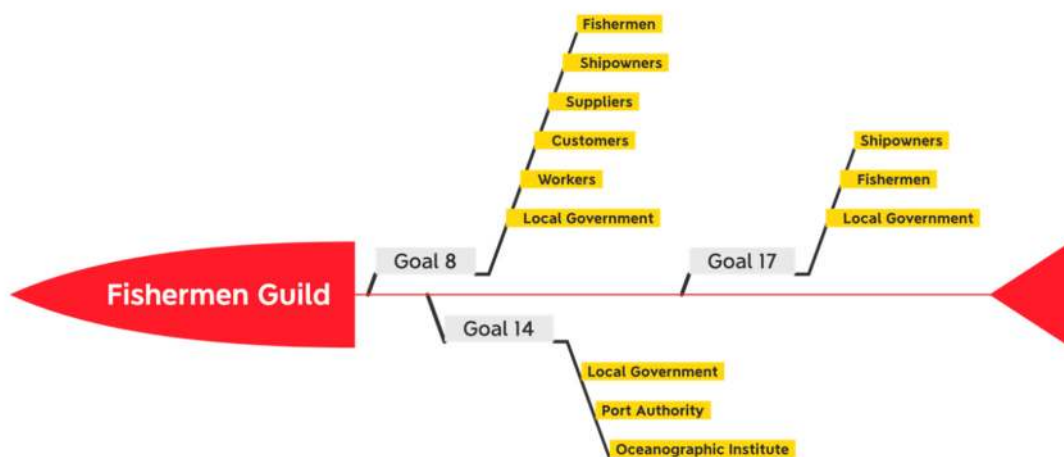 Fishermen
Shipowners
Suppliers
Customers
Workers
Local Government
Goal 8
Shipowners
Fishermen
Local Government
Goal 17
Fishermen Guild
Goal 14
Local Government
Port Authority
Oceanographic Institute